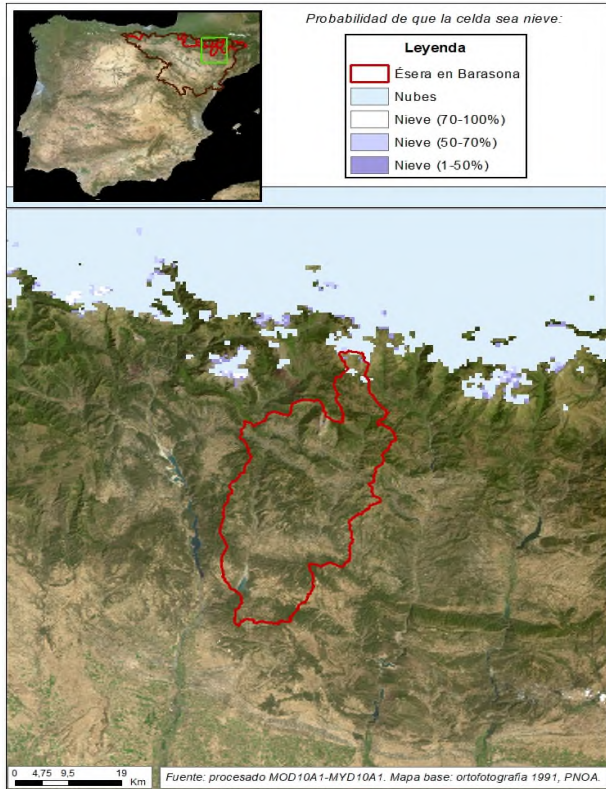 Probabilidad de que la celda sea nieve:
Leyenda
Ésera en Barasona
Nubes
Nieve (70-100%)
Nieve (50-70%)
Nieve (1-50%)
0 4,75 9,5 19
Km
Fuente: procesado MOD10A1-MYD10A1. Mapa base: ortofotografia 1991, PNOA.